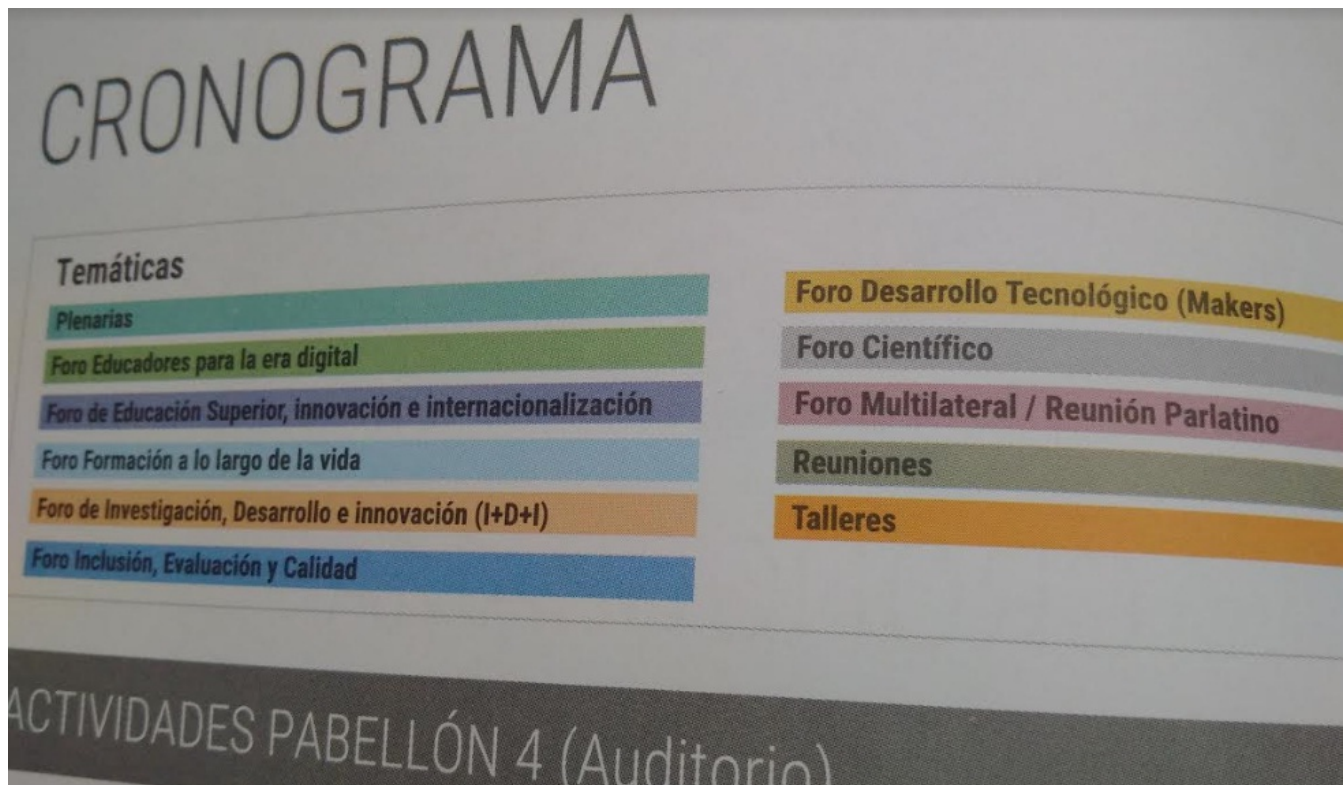 CRONOGRAMA
Temáticas
Plenarias
Foro Educadores para la era digital
Foro de Educación Superior, innovación e internacionalización
Foro Formación a lo largo de la vida
Foro de Investigación, Desarrollo e innovación (I+D+I)
Foro Inclusión, Evaluación y Calidad
Foro Desarrollo Tecnológico (Makers)
Foro Científico
Foro Multilateral / Reunión Parlatino
Reuniones
Talleres
ACTIVIDADES PABELLÓN 4 (Auditorio)